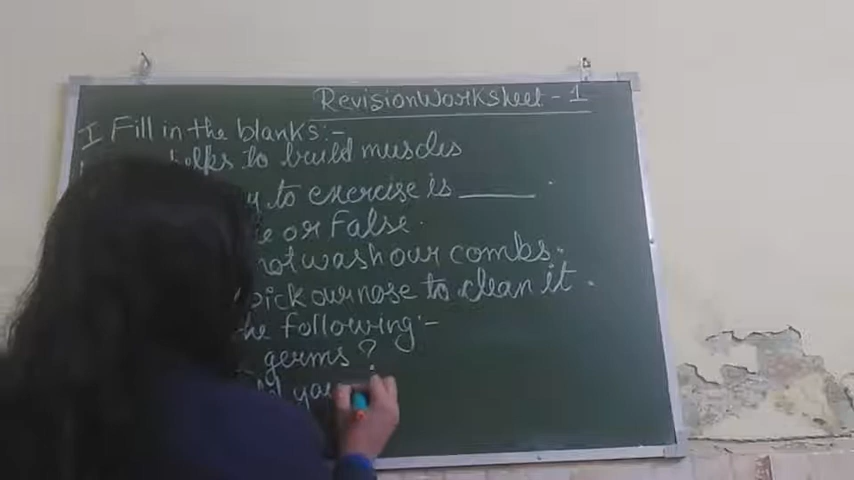 Revision WorkSheet - 1
I Fill in the blanks:-
helps to build muscles
to exercise is ______.
or False.
not wash our combs.
pick our nose to clean it.
the following:-
germs?